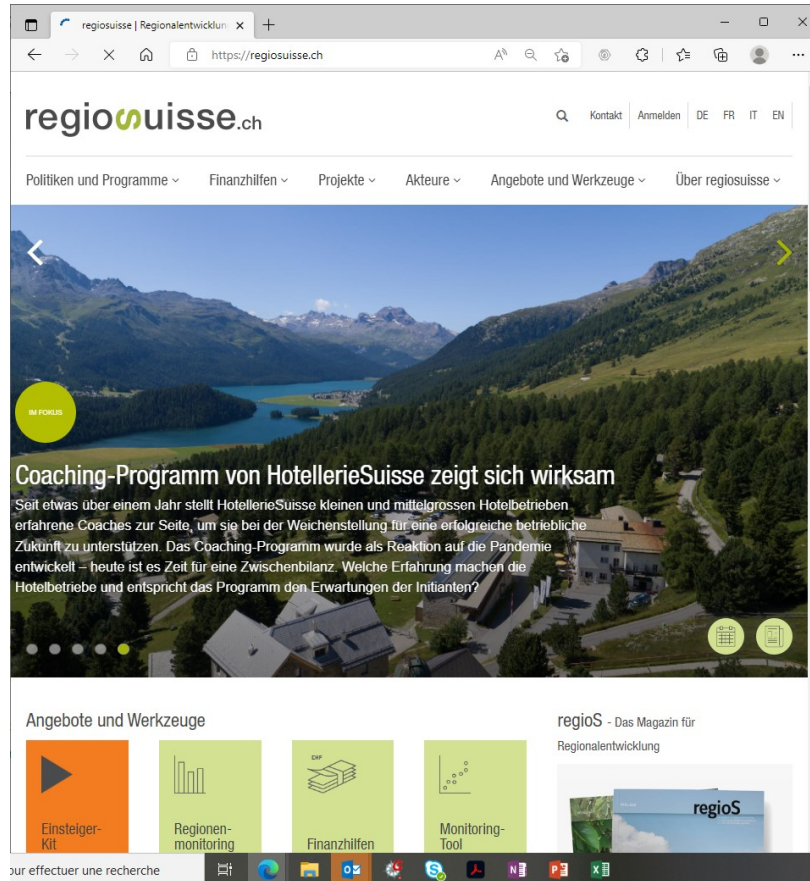 regiosuisse | Regionalentwicklun
https://regiosuisse.ch
regiosuisse.ch
Kontakt Anmelden DE FR IT EN
Politiken und Programme Finanzhilfen Projekte Akteure Angebote und Werkzeuge Über regiosuisse
IM FOKUS
Coaching-Programm von HotellerieSuisse zeigt sich wirksam
Seit etwas über einem Jahr stellt HotellerieSuisse kleinen und mittelgrossen Hotelbetrieben
erfahrene Coaches zur Seite, um sie bei der Weichenstellung für eine erfolgreiche betriebliche
Zukunft zu unterstützen. Das Coaching-Programm wurde als Reaktion auf die Pandemie
entwickelt – heute ist es Zeit für eine Zwischenbilanz. Welche Erfahrung machen die
Hotelbetriebe und entspricht das Programm den Erwartungen der Initianten?
Angebote und Werkzeuge
Einsteiger-
Kit
Regionen-
monitoring
CHF
Finanzhilfen
Monitoring-
Tool
regioS - Das Magazin für
Regionalentwicklung
regioS
our effectuer une recherche